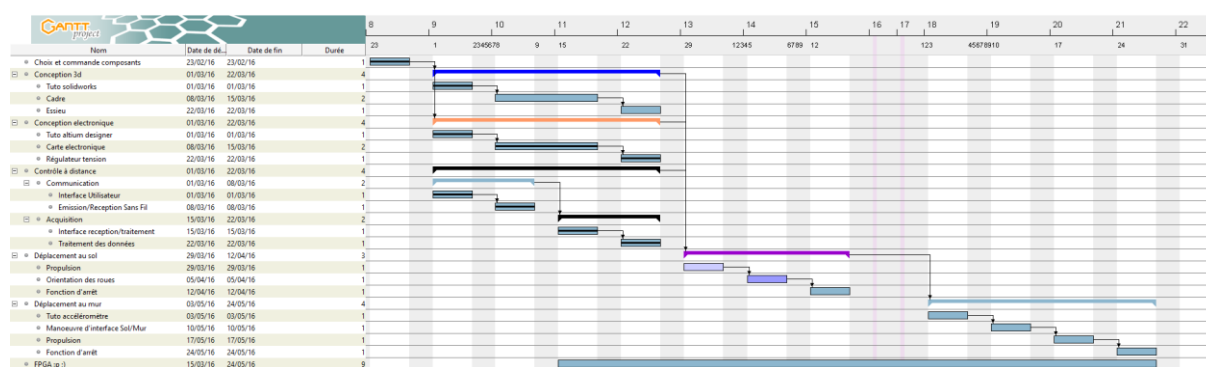 GANTT project
8 9 10 11 12 13 14 15 16 17 18 19 20 21 22
Nom Date de dé... Date de fin Durée
23 1 2345678 9 15 22 29 12345 6789 12 123 45678910 17 24 31
Choix et commande composants 23/02/16 23/02/16 1
Conception 3d 01/03/16 22/03/16 4
Tuto solidworks 01/03/16 01/03/16 1
Cadre 08/03/16 15/03/16 2
Essieu 22/03/16 22/03/16 1
Conception electronique 01/03/16 22/03/16 4
Tuto altium designer 01/03/16 01/03/16 1
Carte electronique 08/03/16 15/03/16 2
Régulateur tension 22/03/16 22/03/16 1
Contrôle à distance 01/03/16 22/03/16 4
Communication 01/03/16 08/03/16 2
Interface Utilisateur 01/03/16 01/03/16 1
Emission/Reception Sans Fil 08/03/16 08/03/16 1
Acquisition 15/03/16 22/03/16 2
Interface reception/traitement 15/03/16 15/03/16 1
Traitement des données 22/03/16 22/03/16 1
Déplacement au sol 29/03/16 12/04/16 3
Propulsion 29/03/16 29/03/16 1
Orientation des roues 05/04/16 05/04/16 1
Fonction d'arrêt 12/04/16 12/04/16 1
Déplacement au mur 03/05/16 24/05/16 4
Tuto accéléromètre 03/05/16 03/05/16 1
Manoeuvre d'interface Sol/Mur 10/05/16 10/05/16 1
Propulsion 17/05/16 17/05/16 1
Fonction d'arrêt 24/05/16 24/05/16 1
FPGA :p :) 15/03/16 24/05/16 9